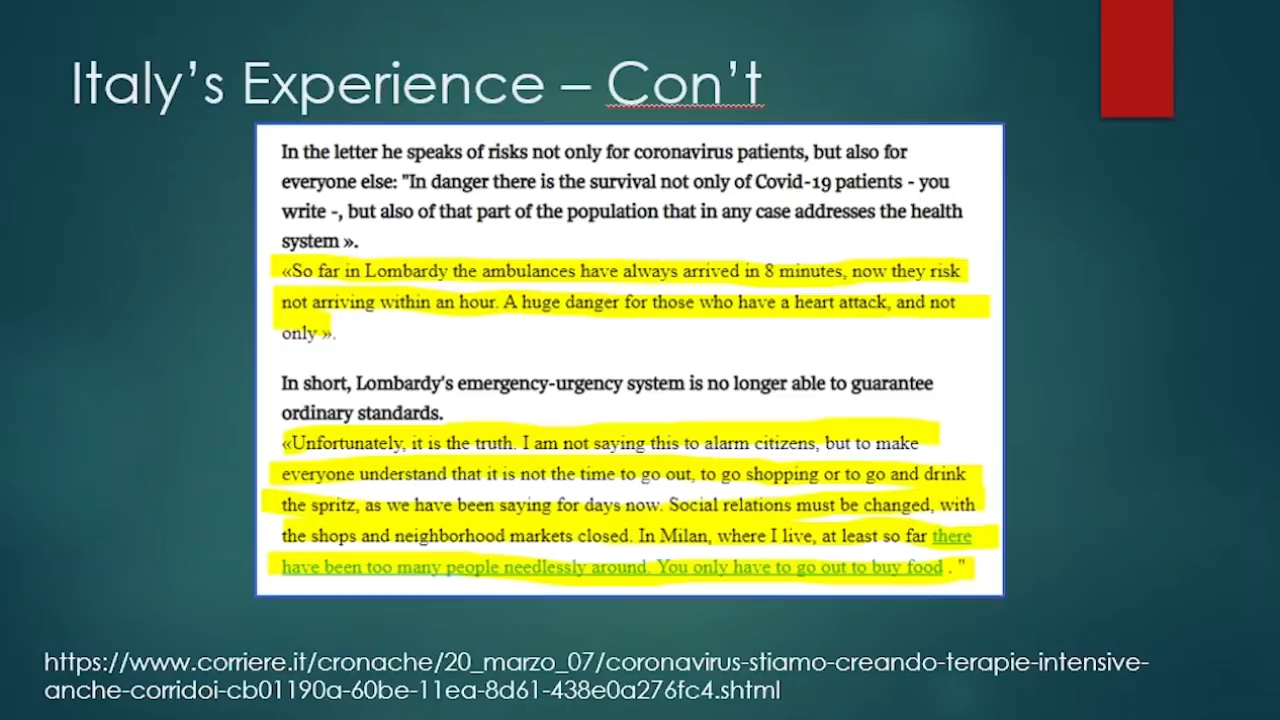 Italy’s Experience – Con’t
In the letter he speaks of risks not only for coronavirus patients, but also for
everyone else: "In danger there is the survival not only of Covid-19 patients - you
write -, but also of that part of the population that in any case addresses the health
system ».
«So far in Lombardy the ambulances have always arrived in 8 minutes, now they risk
not arriving within an hour. A huge danger for those who have a heart attack, and not
only ».
In short, Lombardy's emergency-urgency system is no longer able to guarantee
ordinary standards.
«Unfortunately, it is the truth. I am not saying this to alarm citizens, but to make
everyone understand that it is not the time to go out, to go shopping or to go and drink
the spritz, as we have been saying for days now. Social relations must be changed, with
the shops and neighborhood markets closed. In Milan, where I live, at least so far there
have been too many people needlessly around. You only have to go out to buy food . "
https://www.corriere.it/cronache/20_marzo_07/coronavirus-stiamo-creando-terapie-intensive-
anche-corridoi-cb01190a-60be-11ea-8d61-438e0a276fc4.shtml